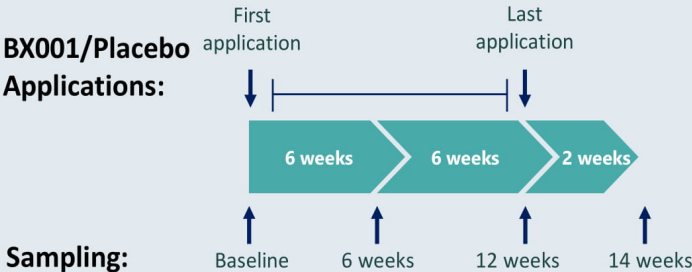 First
application
Last
application
BX001/Placebo
Applications:
6 weeks
6 weeks
2 weeks
Sampling:
Baseline
6 weeks
12 weeks
14 weeks